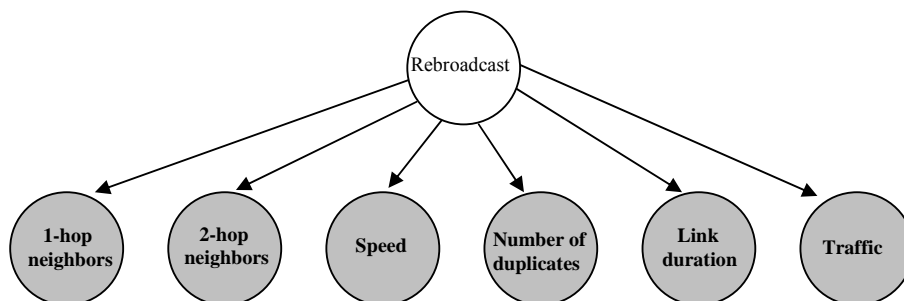 Rebroadcast
1-hop
neighbors
2-hop
neighbors
Speed
Number of
duplicates
Link
duration
Traffic